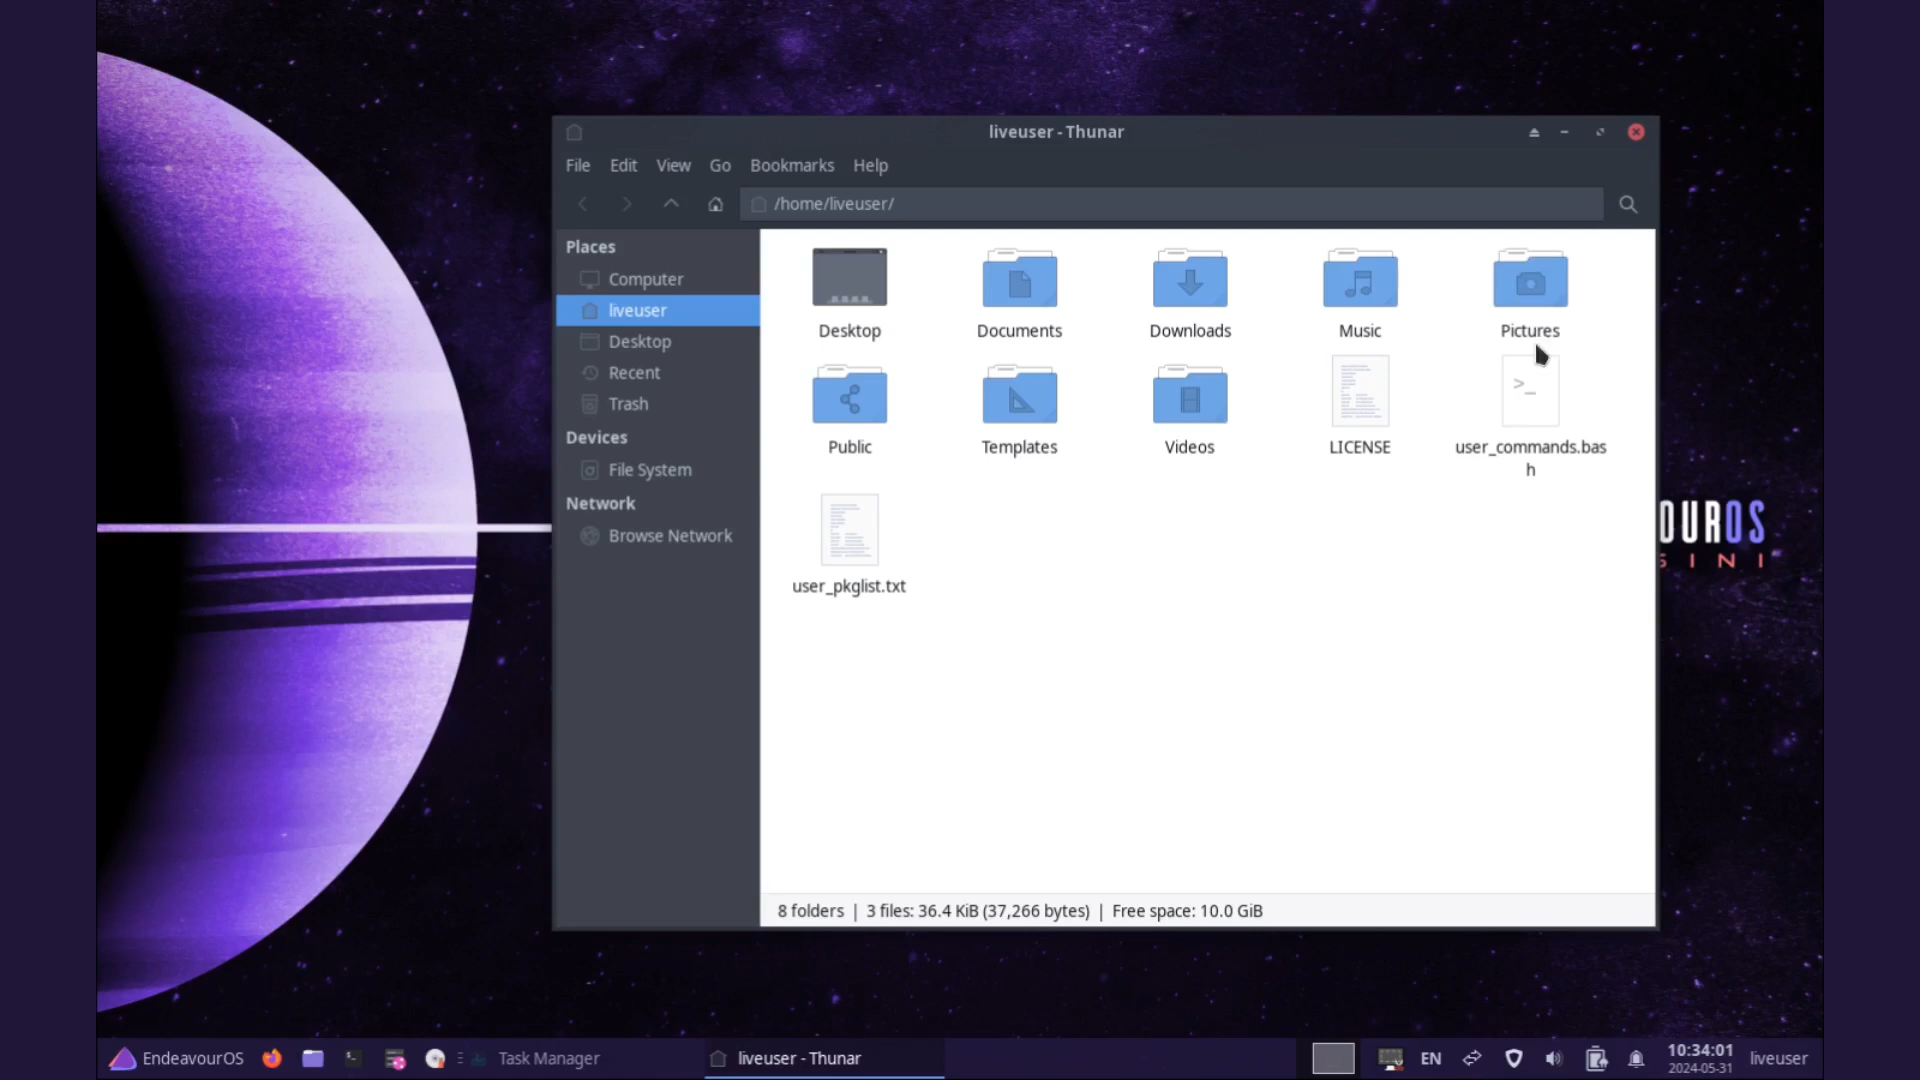 liveuser - Thunar
File Edit View Go Bookmarks Help
/home/liveuser/
Places
Computer
liveuser
Desktop
Recent
Trash
Devices
File System
Network
Browse Network
Desktop Documents Downloads Music Pictures
Public Templates Videos LICENSE user_commands.bas
h
user_pkglist.txt
OUROS
SINI
8 folders | 3 files: 36.4 KiB (37,266 bytes) | Free space: 10.0 GiB
EndeavourOS Task Manager liveuser - Thunar EN 10:34:01 liveuser
2024-05-31